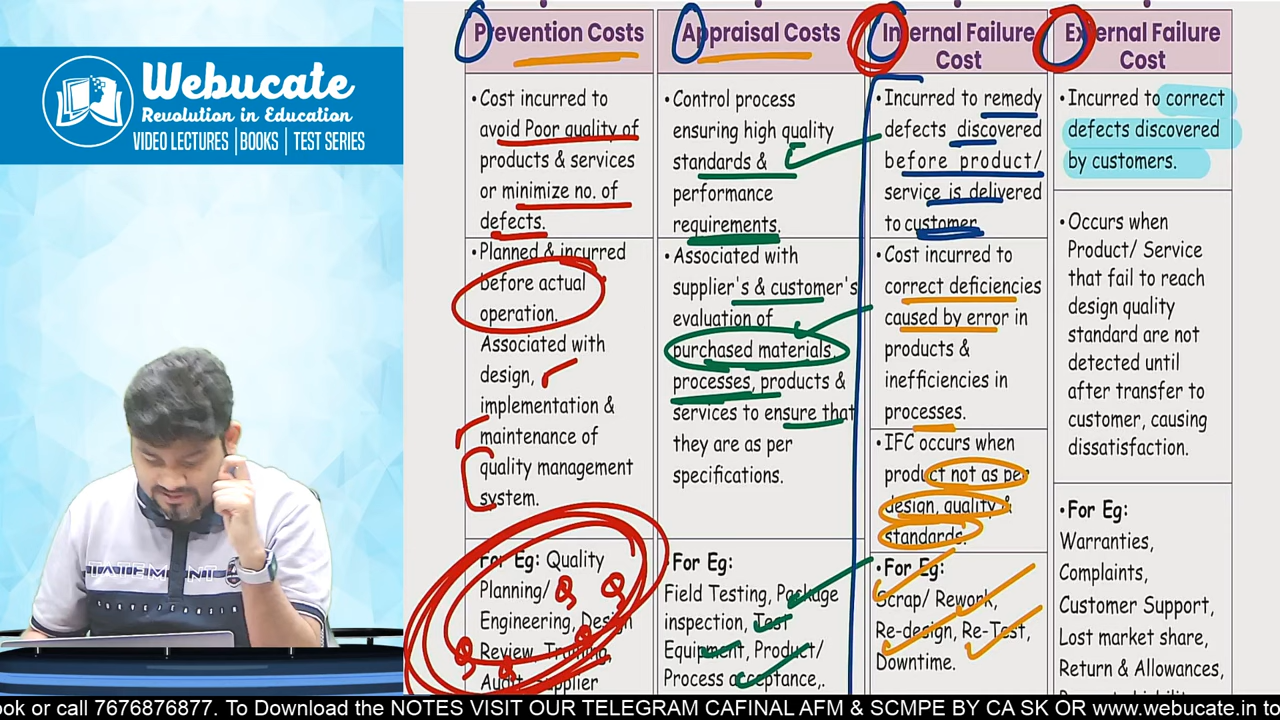 Webucate
Revolution in Education
VIDEO LECTURES | BOOKS | TEST SERIES
Prevention Costs
•Cost incurred to
avoid Poor quality of
products & services
or minimize no. of
defects.
•Planned & incurred
before actual
operation.
Associated with
design,
implementation &
maintenance of
quality management
system.
For Eg: Quality
Planning/
Engineering, Design
Review, Training,
Audit, Supplier
Appraisal Costs
•Control process
ensuring high quality
standards &
performance
requirements.
•Associated with
supplier's & customer's
evaluation of
purchased materials,
processes, products &
services to ensure that
they are as per
specifications.
•For Eg:
Field Testing, Package
inspection, Test
Equipment, Product/
Process acceptance,.
Internal Failure
Cost
•Incurred to remedy
defects discovered
before product/
service is delivered
to customer
•Cost incurred to
correct deficiencies
caused by error in
products &
inefficiencies in
processes.
•IFC occurs when
product not as per
design, quality &
standards.
•For Eg:
Scrap/ Rework,
Re-design, Re-Test,
Downtime.
External Failure
Cost
•Incurred to correct
defects discovered
by customers.
•Occurs when
Product/ Service
that fail to reach
design quality
standard are not
detected until
after transfer to
customer, causing
dissatisfaction.
•For Eg:
Warranties,
Complaints,
Customer Support,
Lost market share,
Return & Allowances,
STATEMENT
ook or call 7676876877. To Download the NOTES VISIT OUR TELEGRAM CAFINAL AFM & SCMPE BY CA SK OR www.webucate.in to